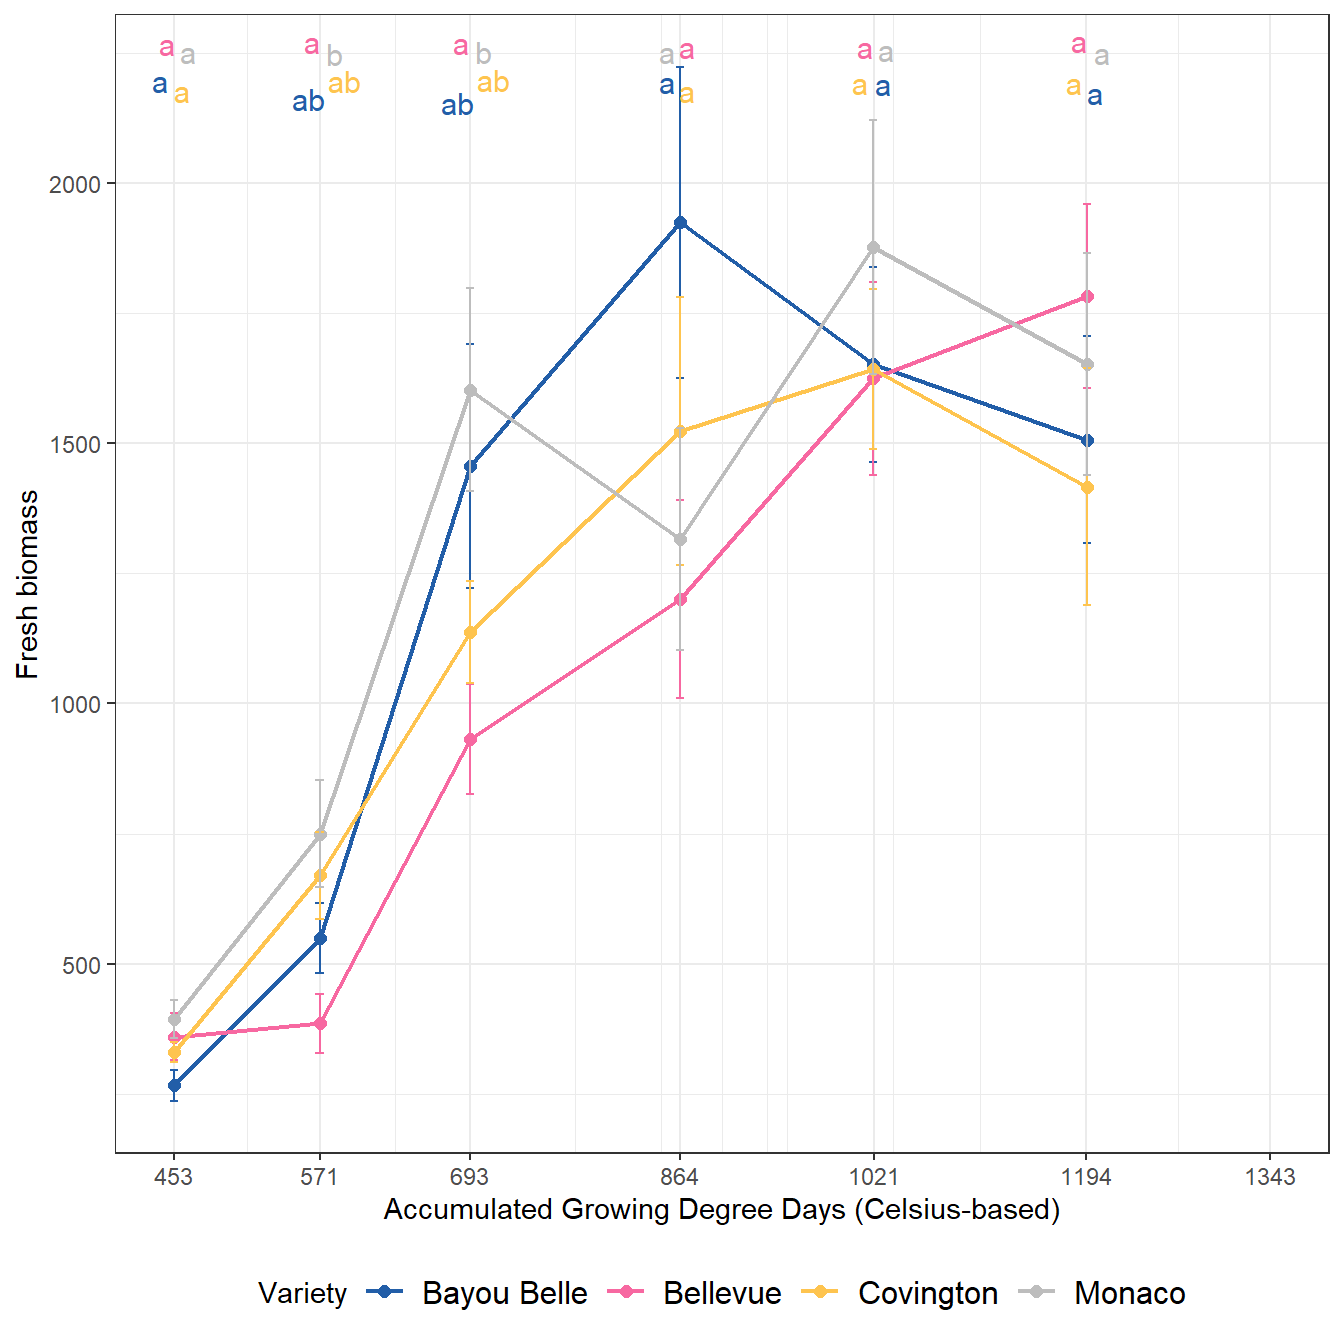 a a a b a b a a a a a a
a a ab ab ab ab a a a a a a
2000
1500
1000
500
Fresh biomass
453 571 693 864 1021 1194 1343
Accumulated Growing Degree Days (Celsius-based)
Variety Bayou Belle Bellevue Covington Monaco